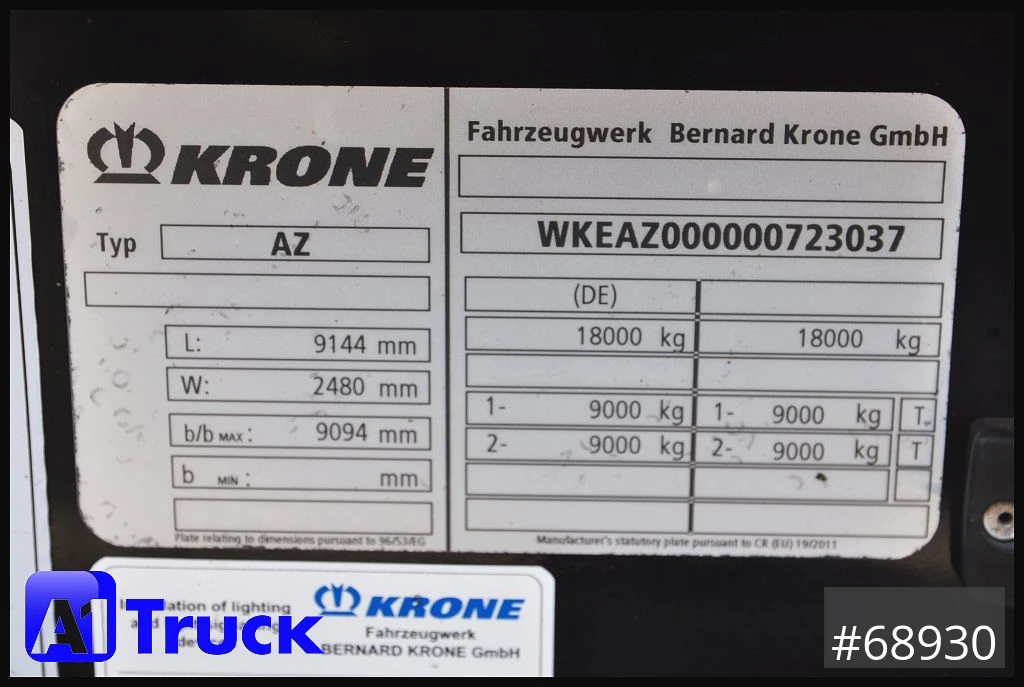 KRONE
Typ AZ
L: 9144 mm
W: 2480 mm
b/b MAX: 9094 mm
b MIN: mm
Plate relating to dimensions pursuant to 96/53/EG
Fahrzeugwerk Bernard Krone GmbH
WKEAZ000000723037
(DE)
18000 kg 18000 kg
1- 9000 kg 1- 9000 kg T
2- 9000 kg 2- 9000 kg T
Manufacturer's statutory plate pursuant to CR (EU) 19/2011
lation of lighting
KRONE
Fahrzeugwerk
BERNARD KRONE GmbH
A1 Truck
#68930